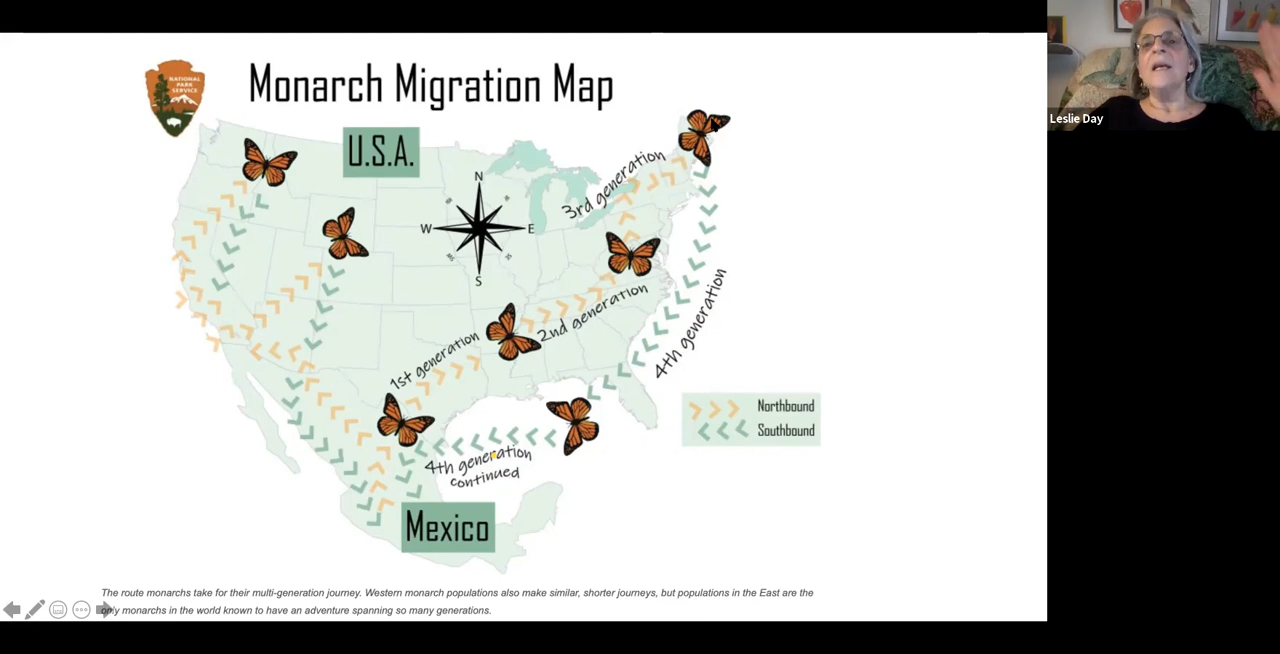 NATIONAL
PARK
SERVICE
Monarch Migration Map
U.S.A.
N
W
E
S
1st generation
2nd generation
3rd generation
4th generation
4th generation
continued
Northbound
Southbound
Mexico
The route monarchs take for their multi-generation journey. Western monarch populations also make similar, shorter journeys, but populations in the East are the
only monarchs in the world known to have an adventure spanning so many generations.
Leslie Day